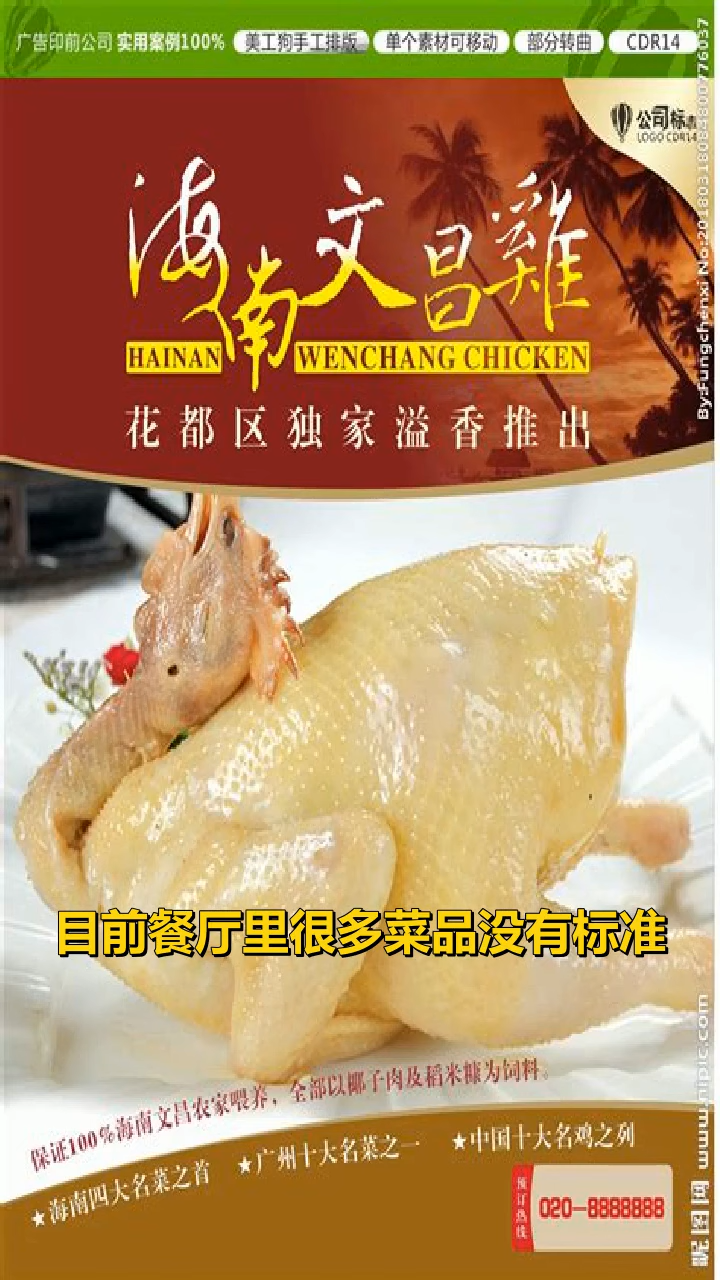 广告印前公司 实用案例100% 美工狗手工排版 单个素材可移动 部分转曲 CDR14
公司标志
LOGO CDR14
海南文昌雞
HAINAN WENCHANG CHICKEN
花都区独家溢香推出
目前餐厅里很多菜品没有标准
保证100%海南文昌农家喂养，全部以椰子肉及稻米糠为饲料。
★海南四大名菜之首 ★广州十大名菜之一 ★中国十大名鸡之列
预订热线
020-8888888
By:Fungchenxi No:20180318084800776037
昵图网 www.nipic.com